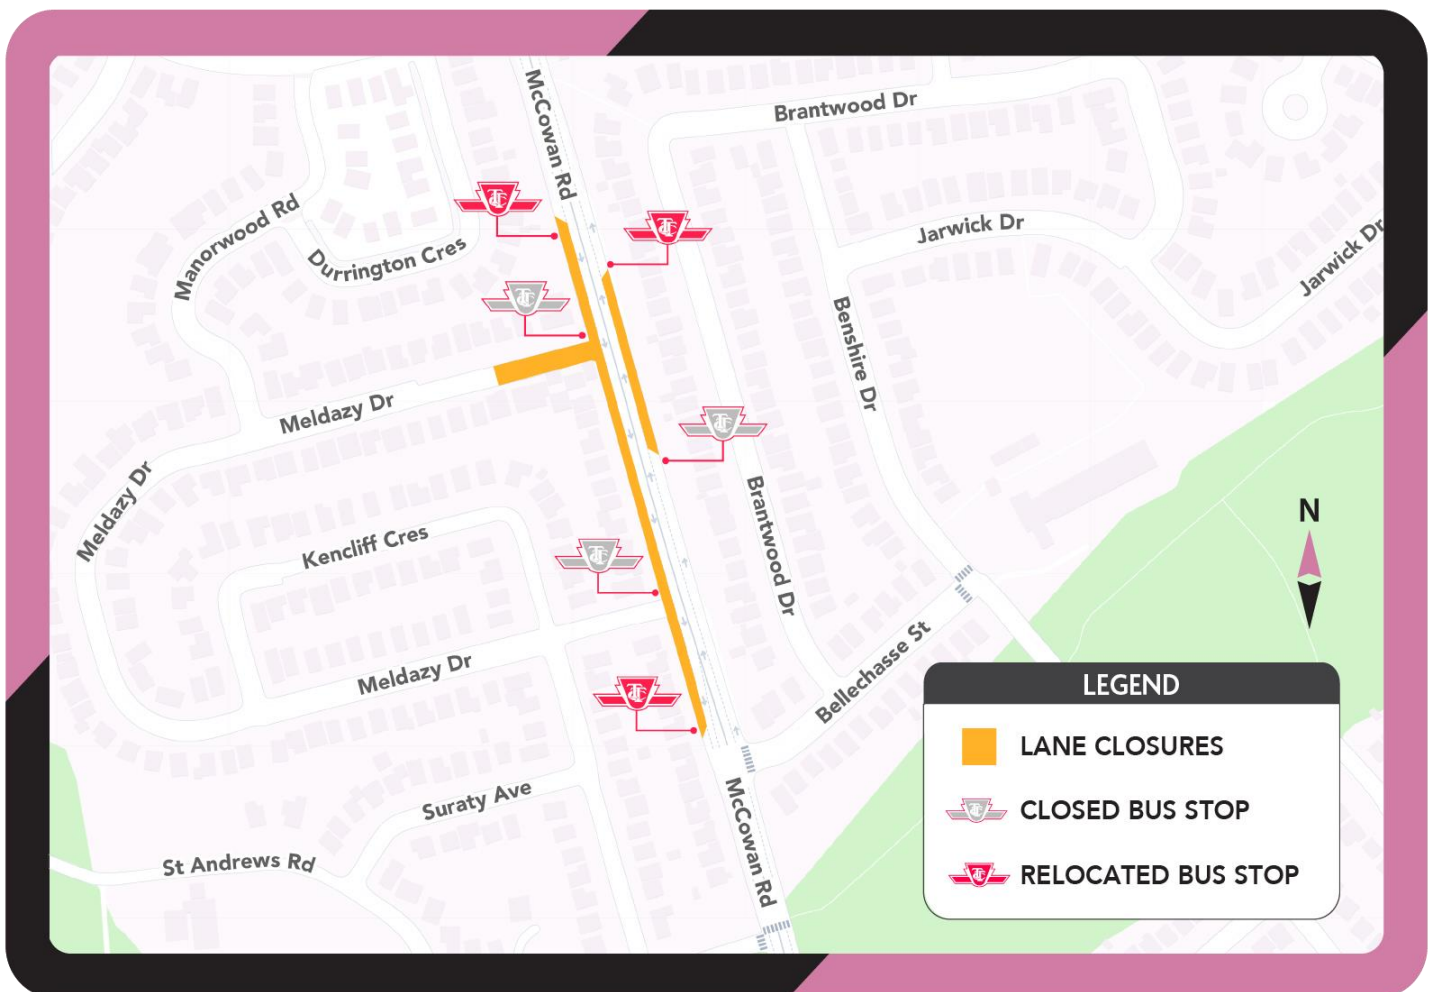 McCowan Rd
Brantwood Dr
Manorwood Rd
Durrington Cres
Jarwick Dr
Jarwick Dr
Benshire Dr
Meldazy Dr
Meldazy Dr
Kencliff Cres
Brantwood Dr
N
Meldazy Dr
Bellechasse St
Suraty Ave
McCowan Rd
St Andrews Rd
LEGEND
LANE CLOSURES
CLOSED BUS STOP
RELOCATED BUS STOP